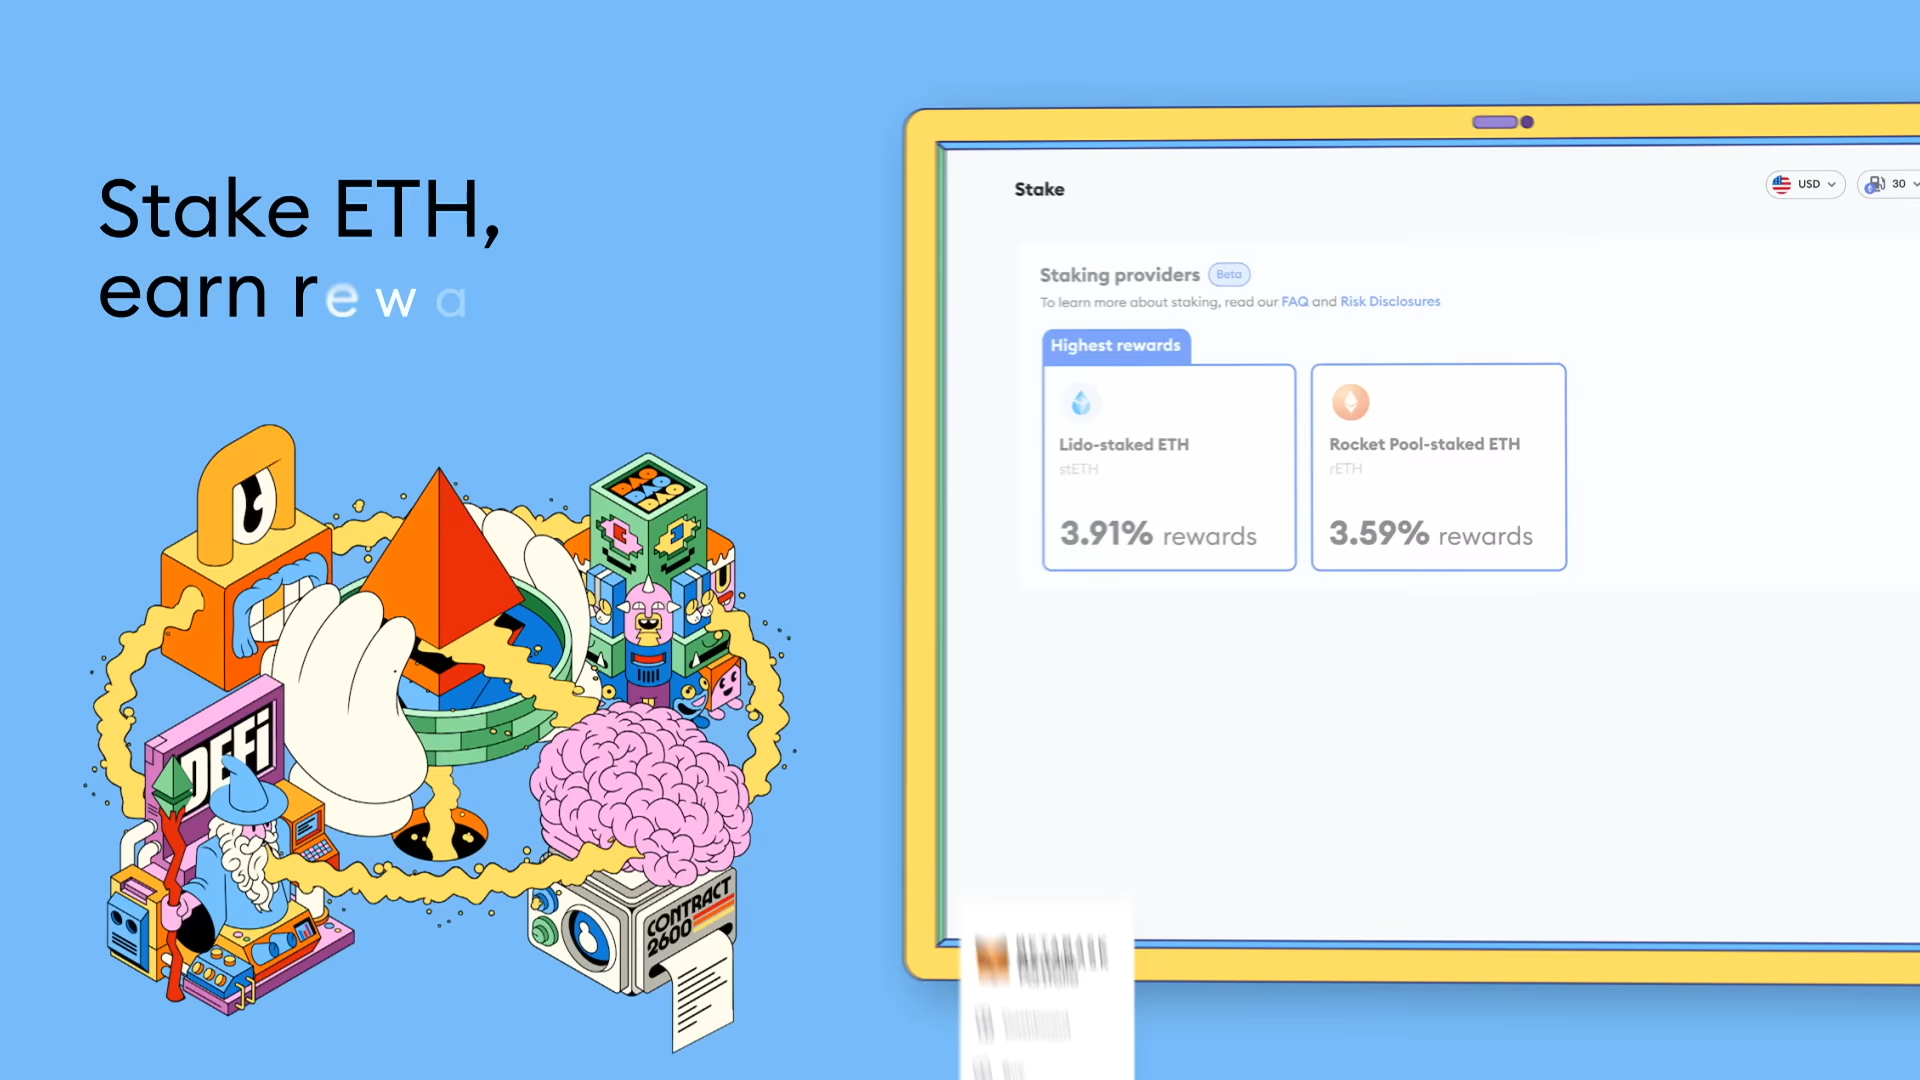 Stake ETH,
earn rewa
Stake
USD
30
Staking providers Beta
To learn more about staking, read our FAQ and Risk Disclosures
Highest rewards
Lido-staked ETH
stETH
3.91% rewards
Rocket Pool-staked ETH
rETH
3.59% rewards
DAO
DAO
DAO
DEFi
CONTRACT
2600